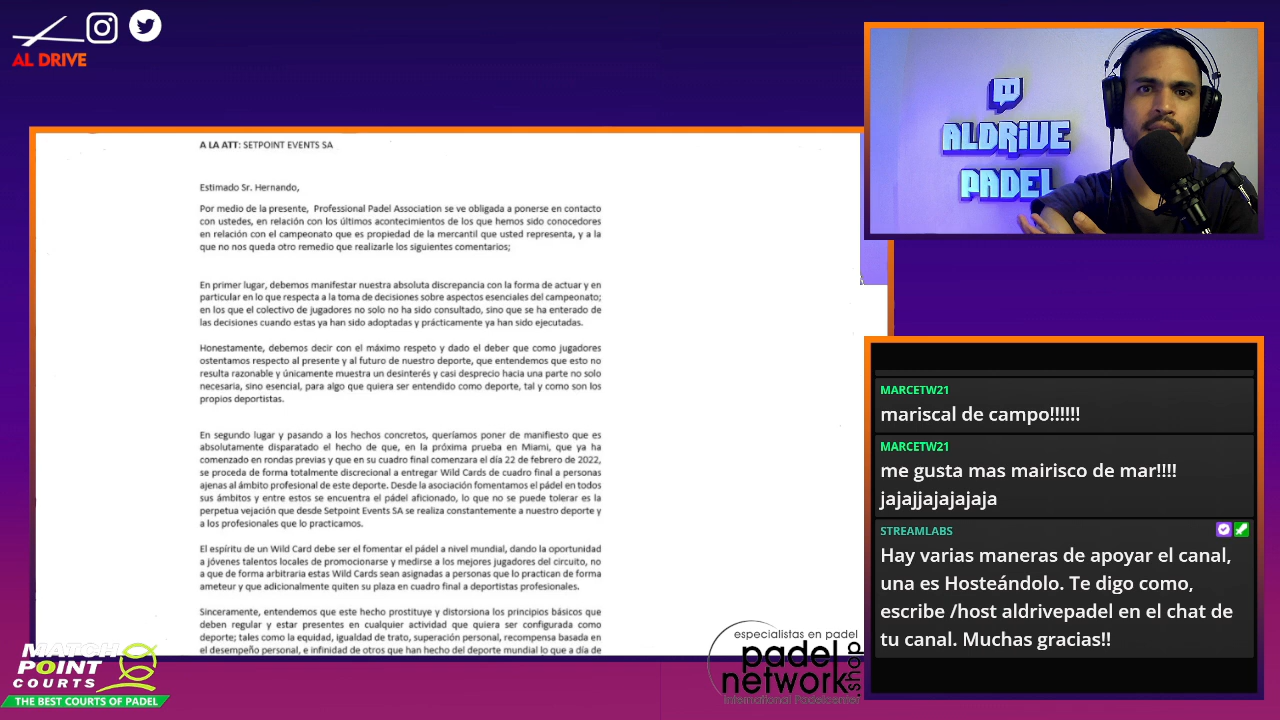 AL DRIVE
A LA ATT: SETPOINT EVENTS SA
Estimado Sr. Hernando,
Por medio de la presente, Professional Padel Association se ve obligada a ponerse en contacto
con ustedes, en relación con los últimos acontecimientos de los que hemos sido conocedores
en relación con el campeonato que es propiedad de la mercantil que usted representa, y a la
que no nos queda otro remedio que realizarle los siguientes comentarios;
En primer lugar, debemos manifestar nuestra absoluta discrepancia con la forma de actuar y en
particular en lo que respecta a la toma de decisiones sobre aspectos esenciales del campeonato;
en los que el colectivo de jugadores no solo no ha sido consultado, sino que se ha enterado de
las decisiones cuando estas ya han sido adoptadas y prácticamente ya han sido ejecutadas.
Honestamente, debemos decir con el máximo respeto y dado el deber que como jugadores
ostentamos respecto al presente y al futuro de nuestro deporte, que entendemos que esto no
resulta razonable y únicamente muestra un desinterés y casi desprecio hacia una parte no solo
necesaria, sino esencial, para algo que quiera ser entendido como deporte, tal y como son los
propios deportistas.
En segundo lugar y pasando a los hechos concretos, queríamos poner de manifiesto que es
absolutamente disparatado el hecho de que, en la próxima prueba en Miami, que ya ha
comenzado en rondas previas y que en su cuadro final comenzara el día 22 de febrero de 2022,
se proceda de forma totalmente discrecional a entregar Wild Cards de cuadro final a personas
ajenas al ámbito profesional de este deporte. Desde la asociación fomentamos el pádel en todos
sus ámbitos y entre estos se encuentra el pádel aficionado, lo que no se puede tolerar es la
perpetua vejación que desde Setpoint Events SA se realiza constantemente a nuestro deporte y
a los profesionales que lo practicamos.
El espíritu de un Wild Card debe ser el fomentar el pádel a nivel mundial, dando la oportunidad
a jóvenes talentos locales de promocionarse y medirse a los mejores jugadores del circuito, no
a que de forma arbitraria estas Wild Cards sean asignadas a personas que lo practican de forma
ameteur y que adicionalmente quiten su plaza en cuadro final a deportistas profesionales.
Sinceramente, entendemos que este hecho prostituye y distorsiona los principios básicos que
deben regular y estar presentes en cualquier actividad que quiera ser configurada como
deporte; tales como la equidad, igualdad de trato, superación personal, recompensa basada en
el desempeño personal, e infinidad de otros que han hecho del deporte mundial lo que a día de
ALDRIVE
PADEL
MARCETW21
mariscal de campo!!!!!!
MARCETW21
me gusta mas mairisco de mar!!!!
jajajjajajajaja
STREAMLABS
Hay varias maneras de apoyar el canal,
una es Hosteándolo. Te digo como,
escribe /host aldrivepadel en el chat de
tu canal. Muchas gracias!!
MATCH
POINT
COURTS
THE BEST COURTS OF PADEL
especialistas en padel
padel
network
.shop
International Padelcenter